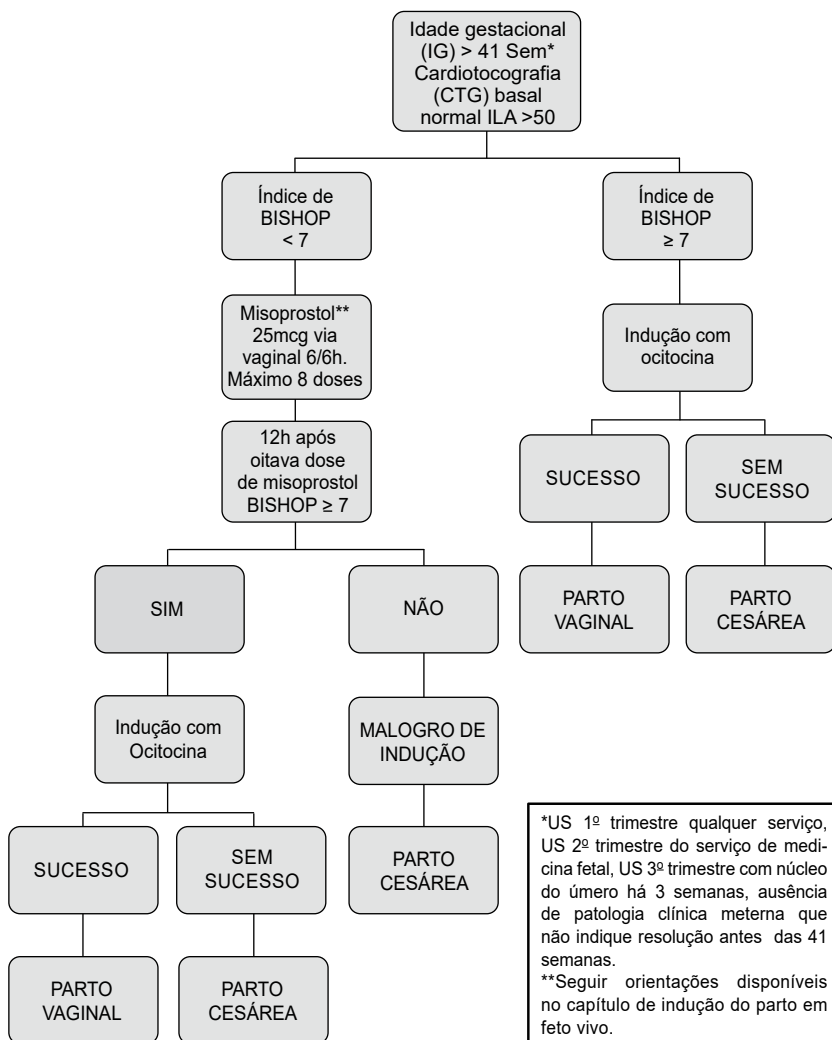 Idade gestacional
(IG) > 41 Sem*
Cardiotocografia
(CTG) basal
normal ILA >50
Índice de
BISHOP
< 7
Índice de
BISHOP
≥ 7
Misoprostol**
25mcg via
vaginal 6/6h.
Máximo 8 doses
Indução com
ocitocina
12h após
oitava dose
de misoprostol
BISHOP ≥ 7
SUCESSO
SEM
SUCESSO
SIM
NÃO
PARTO
VAGINAL
PARTO
CESÁREA
Indução com
Ocitocina
MALOGRO DE
INDUÇÃO
SUCESSO
SEM
SUCESSO
PARTO
CESÁREA
PARTO
VAGINAL
PARTO
CESÁREA
*US 1º trimestre qualquer serviço,
US 2º trimestre do serviço de medi-
cina fetal, US 3º trimestre com núcleo
do úmero há 3 semanas, ausência
de patologia clínica meterna que
não indique resolução antes das 41
semanas.
**Seguir orientações disponíveis
no capítulo de indução do parto em
feto vivo.